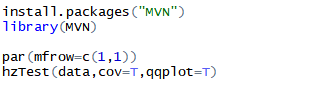 install.packages("MVN")
library(MVN)
par(mfrow=c(1,1))
hzTest(data,cov=T,qqplot=T)